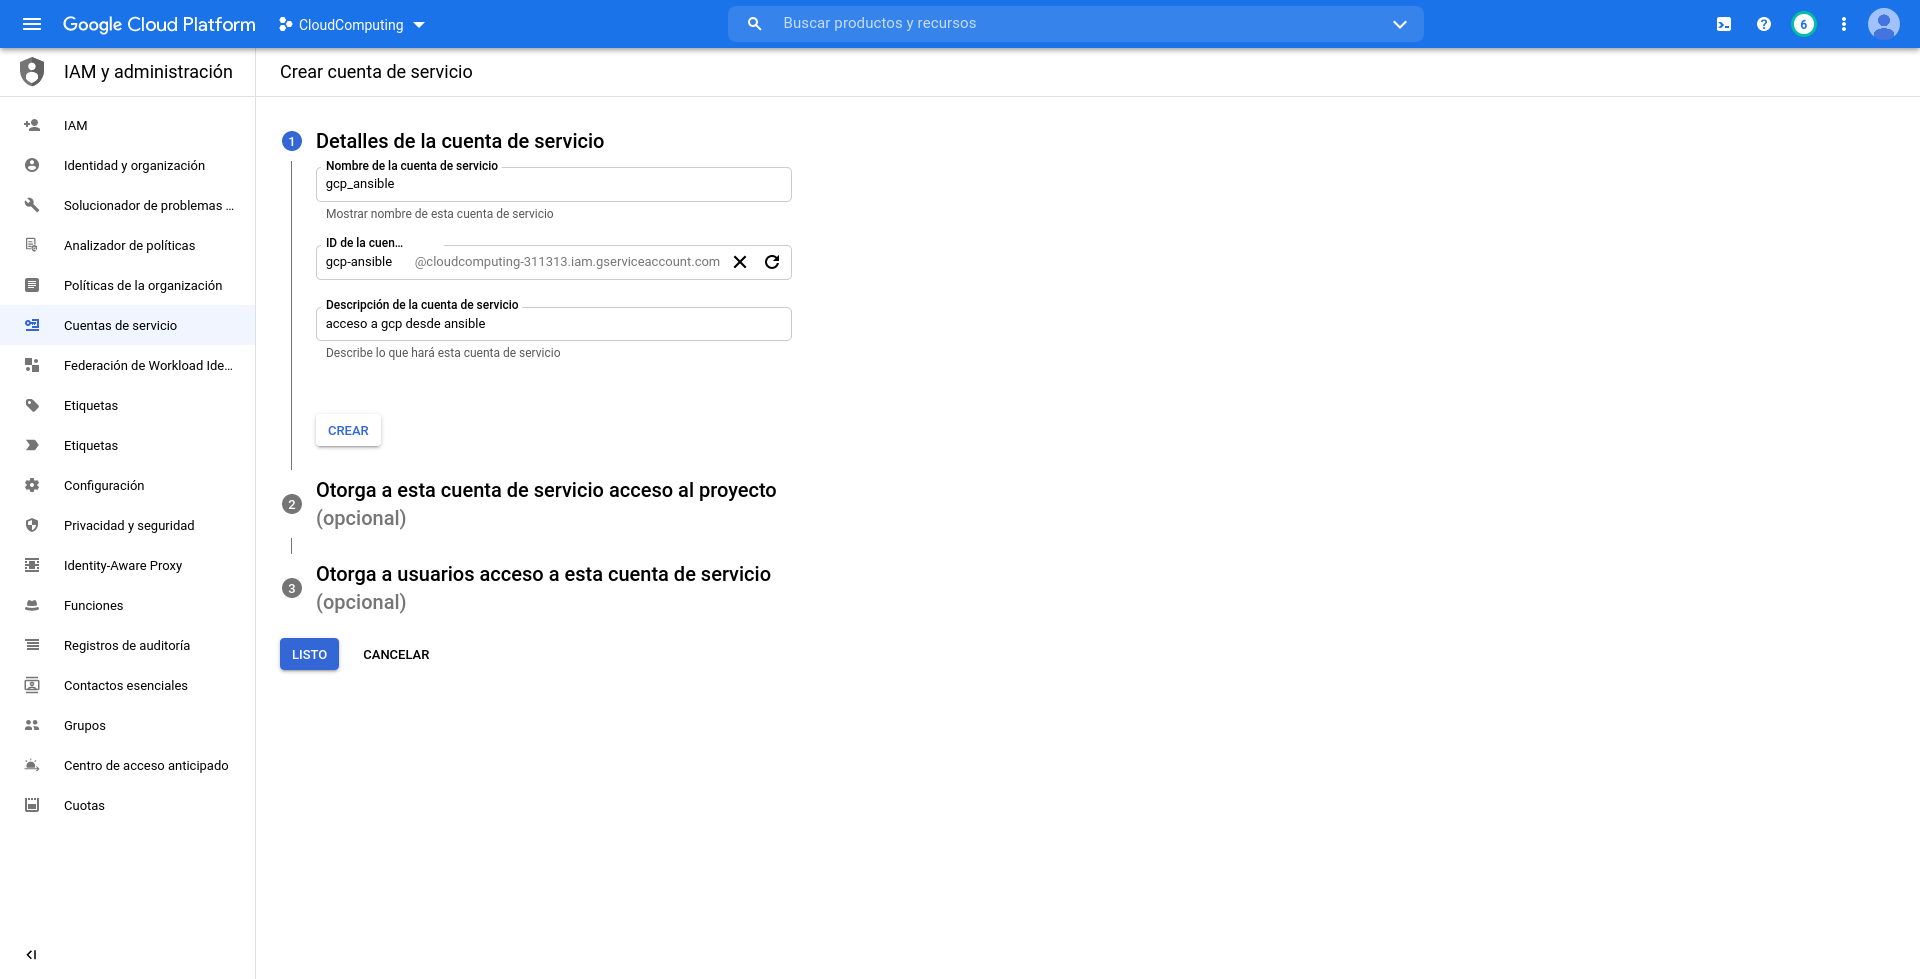 Google Cloud Platform
CloudComputing
Buscar productos y recursos
6
IAM y administración
Crear cuenta de servicio
IAM
Identidad y organización
Solucionador de problemas ...
Analizador de políticas
Políticas de la organización
Cuentas de servicio
Federación de Workload Ide...
Etiquetas
Etiquetas
Configuración
Privacidad y seguridad
Identity-Aware Proxy
Funciones
Registros de auditoría
Contactos esenciales
Grupos
Centro de acceso anticipado
Cuotas
1 Detalles de la cuenta de servicio
Nombre de la cuenta de servicio
gcp_ansible
Mostrar nombre de esta cuenta de servicio
ID de la cuen...
gcp-ansible @cloudcomputing-311313.iam.gserviceaccount.com
Descripción de la cuenta de servicio
acceso a gcp desde ansible
Describe lo que hará esta cuenta de servicio
CREAR
2 Otorga a esta cuenta de servicio acceso al proyecto
(opcional)
3 Otorga a usuarios acceso a esta cuenta de servicio
(opcional)
LISTO CANCELAR